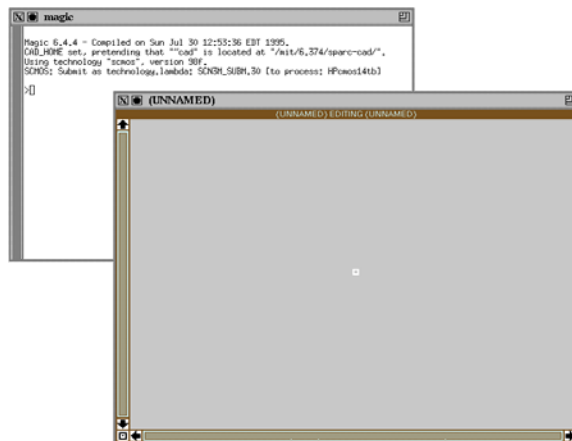 magic
Magic 6.4.4 - Compiled on Sun Jul 30 12:53:36 EDT 1995.
CAD_HOME set, pretending that "~cad" is located at "/mit/6.374/sparc-cad/".
Using technology "scmos", version 98f.
SCMOS: Submit as technology.lambda: SCN3M_SUBM.30 [to process: HPcmos14tb]
>
(UNNAMED)
(UNNAMED) EDITING (UNNAMED)